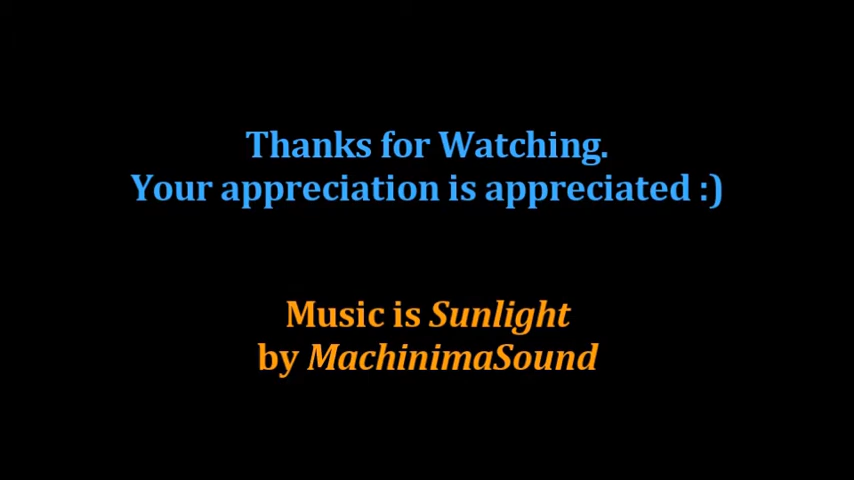 Thanks for Watching.
Your appreciation is appreciated :)
Music is Sunlight
by MachinimaSound